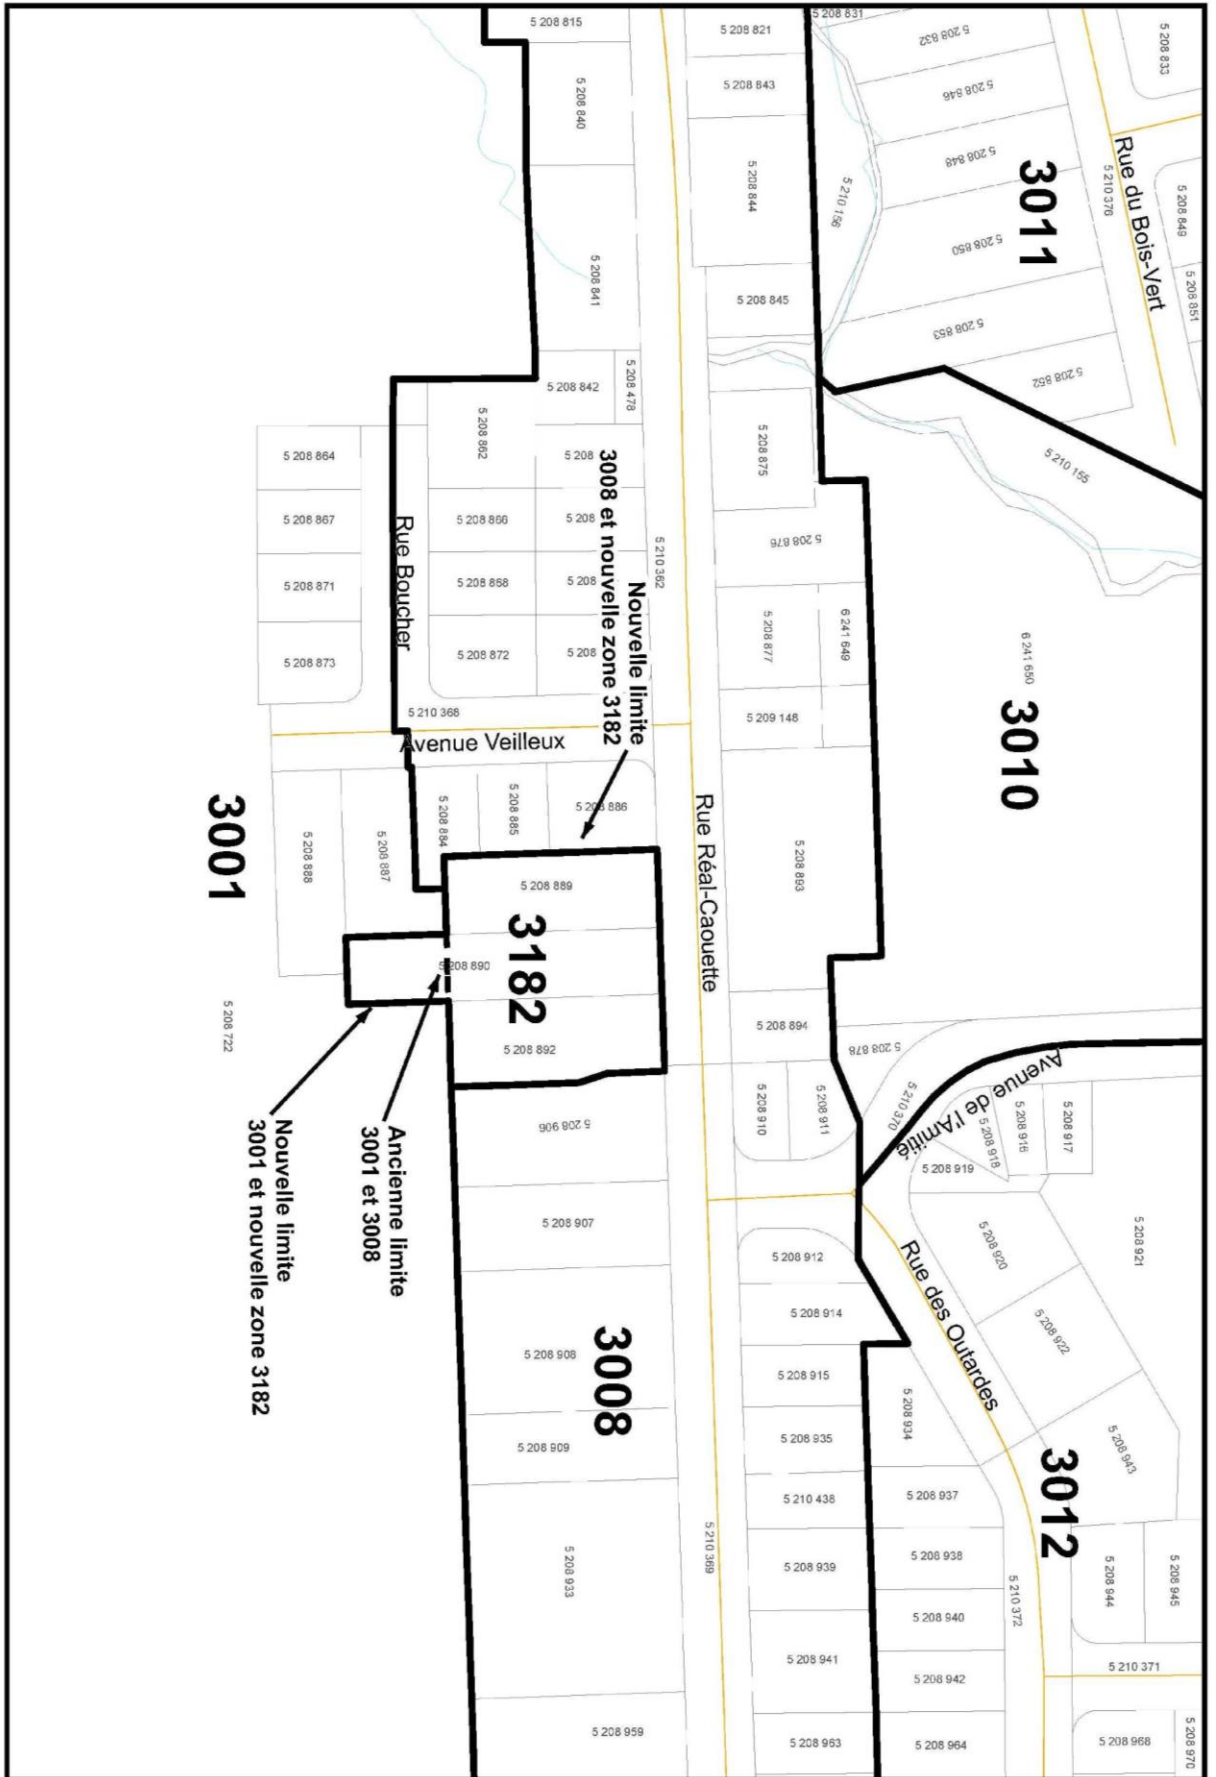 5 208 815
5 208 821
5 208 831
5 208 832
5 208 833
5 208 840
5 208 843
5 208 846
5 208 844
5 210 156
5 208 848
3011
5 210 376
Rue du Bois-Vert
5 208 849
5 208 850
5 208 851
5 208 841
5 208 845
5 208 853
5 208 852
5 208 842
5 208 478
5 208 862
5 208 864
5 208
5 208 875
5 210 155
5 208 867
5 208 866
5 208
5 208 876
Rue Boucher
5 210 362
5 208 871
5 208 868
5 208
5 208 873
5 208 872
5 208
5 208 877
6 241 649
6 241 650
3010
Nouvelle limite
3008 et nouvelle zone 3182
5 210 368
Avenue Veilleux
5 209 148
5 208 884
5 208 885
5 208 886
3001
5 208 888
5 208 887
5 208 889
Rue Réal-Caouette
5 208 893
3182
5 208 890
5 208 722
5 208 892
5 208 894
5 208 878
Avenue de l'Amitié
5 210 370
5 208 910
5 208 911
5 208 918
5 208 916
5 208 917
5 208 906
5 208 919
Ancienne limite
3001 et 3008
Nouvelle limite
3001 et nouvelle zone 3182
5 208 907
5 208 912
5 208 920
5 208 921
Rue des Outardes
5 208 914
5 208 922
5 208 908
3008
5 208 915
5 208 934
5 208 909
5 208 935
5 208 943
3012
5 210 438
5 208 937
5 208 933
5 210 369
5 208 939
5 208 938
5 210 372
5 208 944
5 208 945
5 208 940
5 208 941
5 208 942
5 210 371
5 208 959
5 208 963
5 208 964
5 208 968
5 208 970